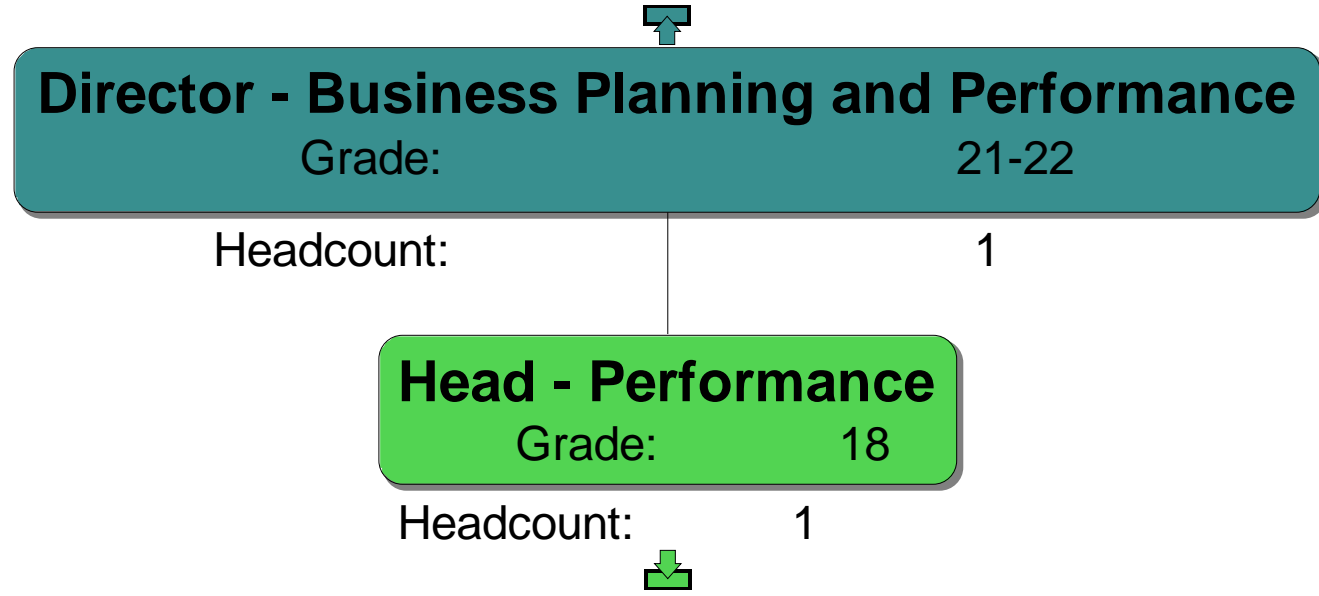 Director - Business Planning and Performance
Grade: 21-22
Headcount: 1
Head - Performance
Grade: 18
Headcount: 1